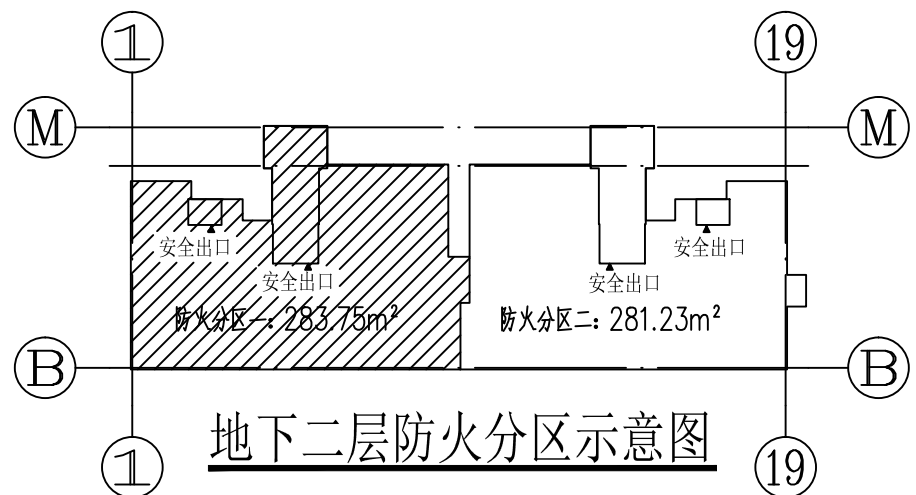 1
19
M
M
安全出口
安全出口
安全出口
安全出口
防火分区一: 283.75m²
防火分区二: 281.23m²
B
B
地下二层防火分区示意图
1
19